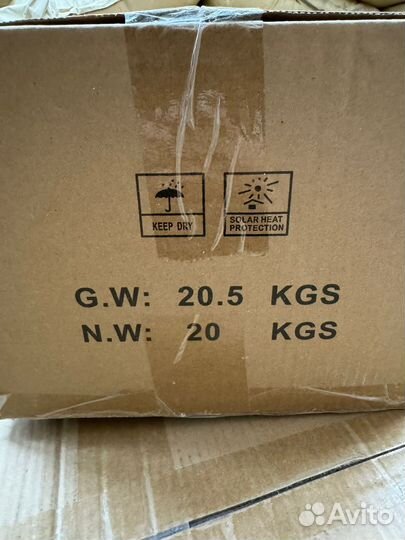 KEEP DRY
SOLAR HEAT
PROTECTION
G.W: 20.5 KGS
N.W: 20 KGS
Avito